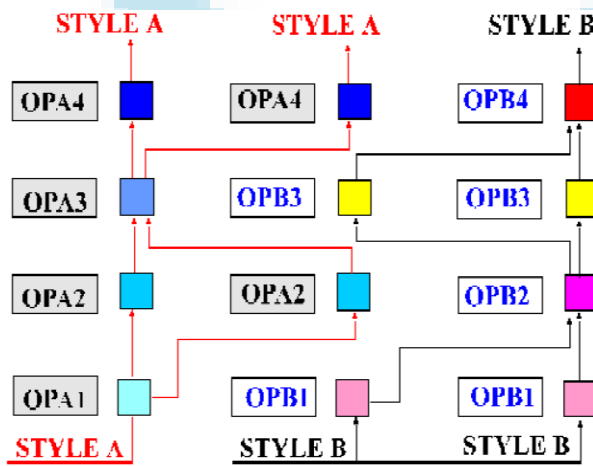 STYLE A STYLE A STYLE B
OPA4 OPA4 OPB4
OPA3 OPB3 OPB3
OPA2 OPA2 OPB2
OPA1 OPB1 OPB1
STYLE A STYLE B STYLE B